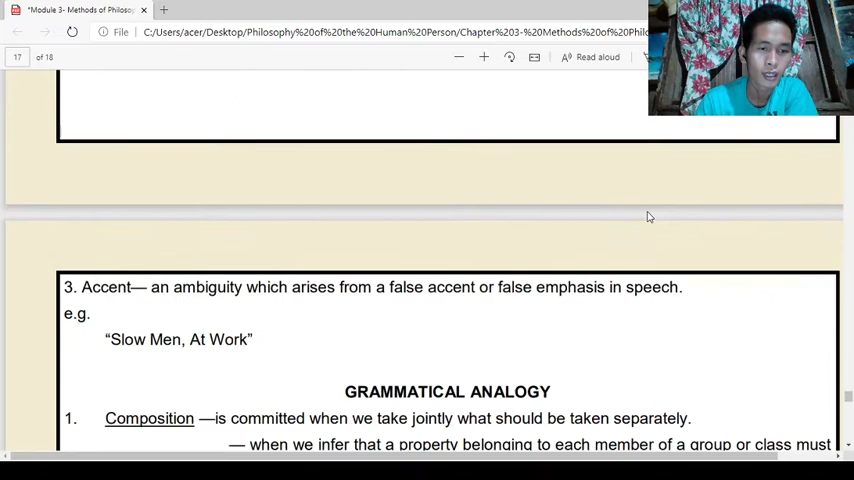 *Module 3- Methods of Philosop
File
C:/Users/acer/Desktop/Philosophy%20of%20the%20Human%20Person/Chapter%203-%20Methods%20of%20Philo
17 of 18
Read aloud
3. Accent— an ambiguity which arises from a false accent or false emphasis in speech.
e.g.
“Slow Men, At Work”
GRAMMATICAL ANALOGY
1. Composition —is committed when we take jointly what should be taken separately.
— when we infer that a property belonging to each member of a group or class must